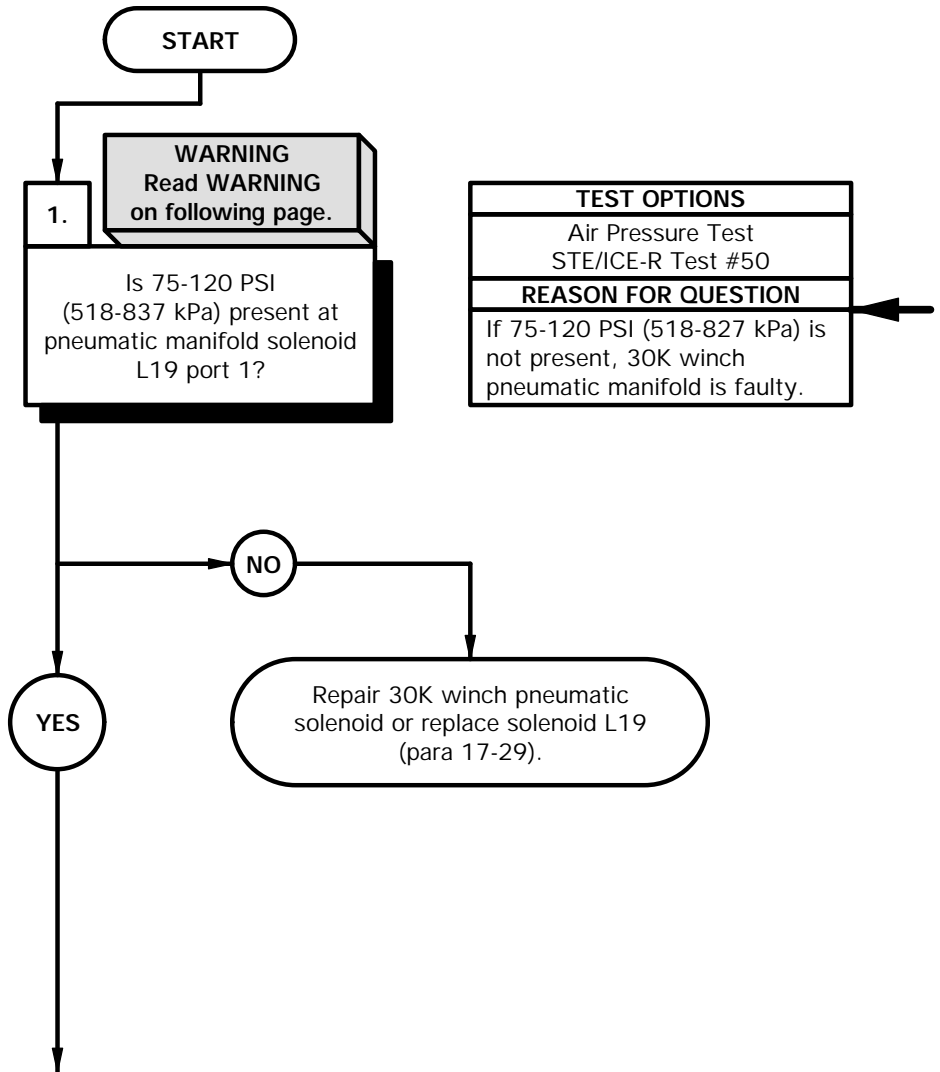 START
WARNING
Read WARNING
on following page.
1.
Is 75-120 PSI
(518-837 kPa) present at
pneumatic manifold solenoid
L19 port 1?
TEST OPTIONS
Air Pressure Test
STE/ICE-R Test #50
REASON FOR QUESTION
If 75-120 PSI (518-827 kPa) is
not present, 30K winch
pneumatic manifold is faulty.
NO
YES
Repair 30K winch pneumatic
solenoid or replace solenoid L19
(para 17-29).